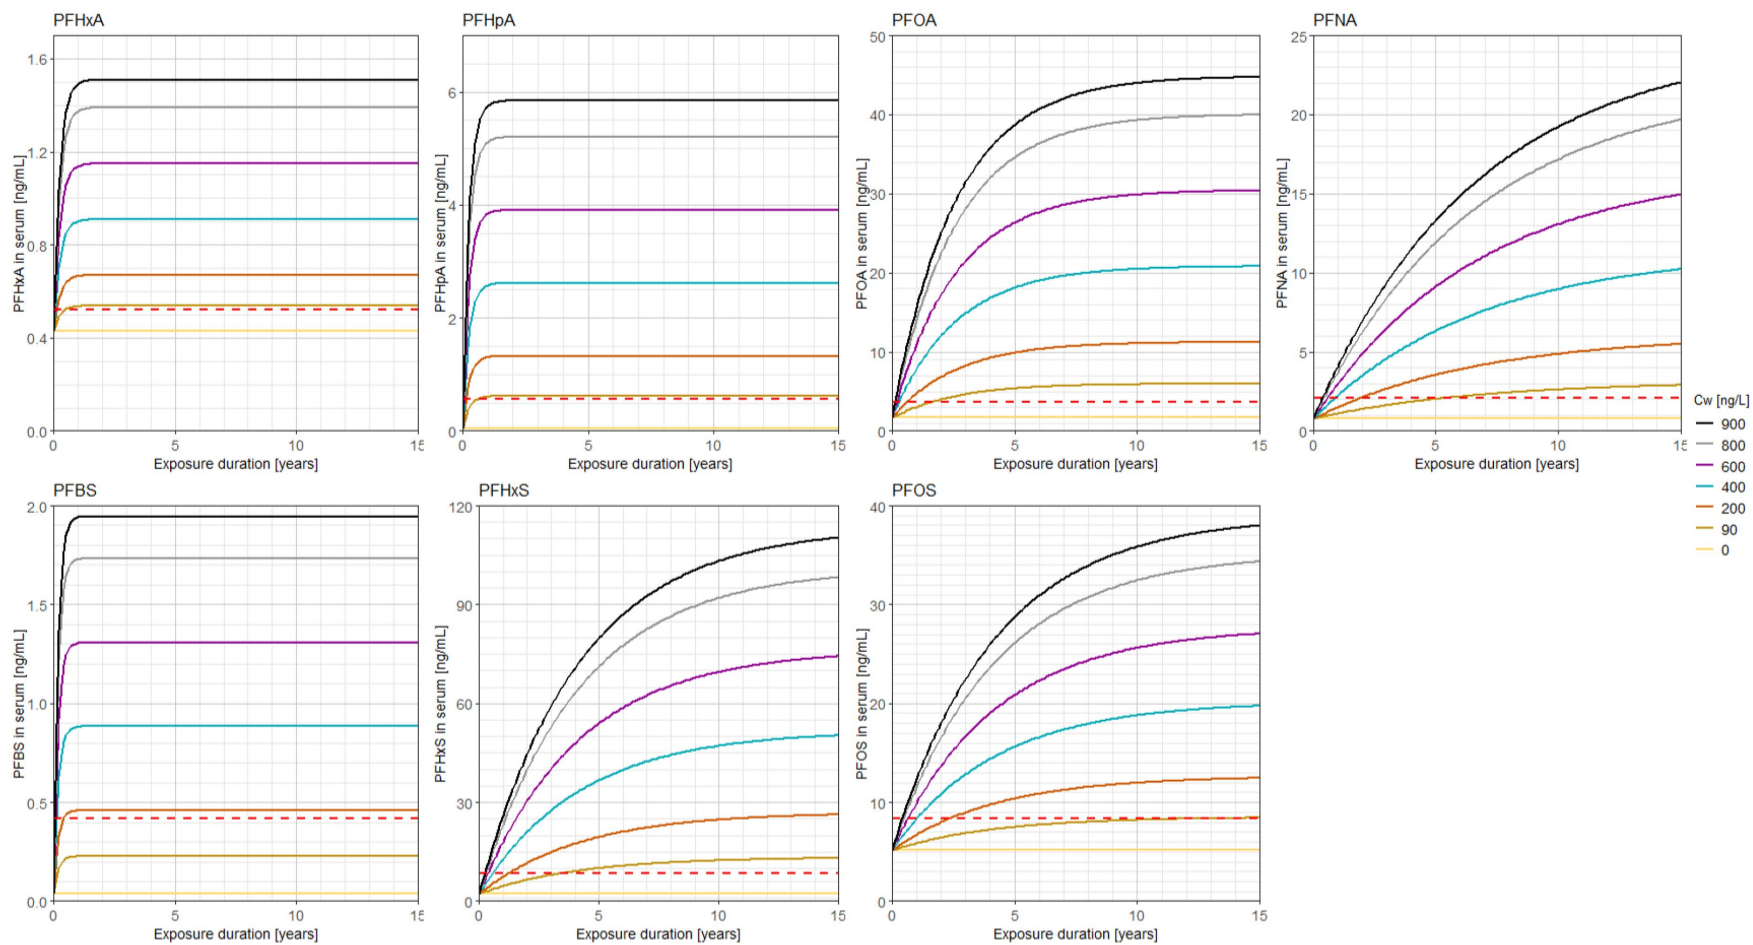 PFHxA
PFHpA
PFOA
PFNA
PFHxA in serum [ng/mL]
1.6
1.2
0.8
0.4
0.0
0 5 10 15
Exposure duration [years]
PFHpA in serum [ng/mL]
6
4
2
0
0 5 10 15
Exposure duration [years]
PFOA in serum [ng/mL]
50
40
30
20
10
0
0 5 10 15
Exposure duration [years]
PFNA in serum [ng/mL]
25
20
15
10
5
0
0 5 10 15
Exposure duration [years]
Cw [ng/L]
900
800
600
400
200
90
0
PFBS
PFHxS
PFOS
PFBS in serum [ng/mL]
2.0
1.5
1.0
0.5
0.0
0 5 10 15
Exposure duration [years]
PFHxS in serum [ng/mL]
120
90
60
30
0
0 5 10 15
Exposure duration [years]
PFOS in serum [ng/mL]
40
30
20
10
0
0 5 10 15
Exposure duration [years]